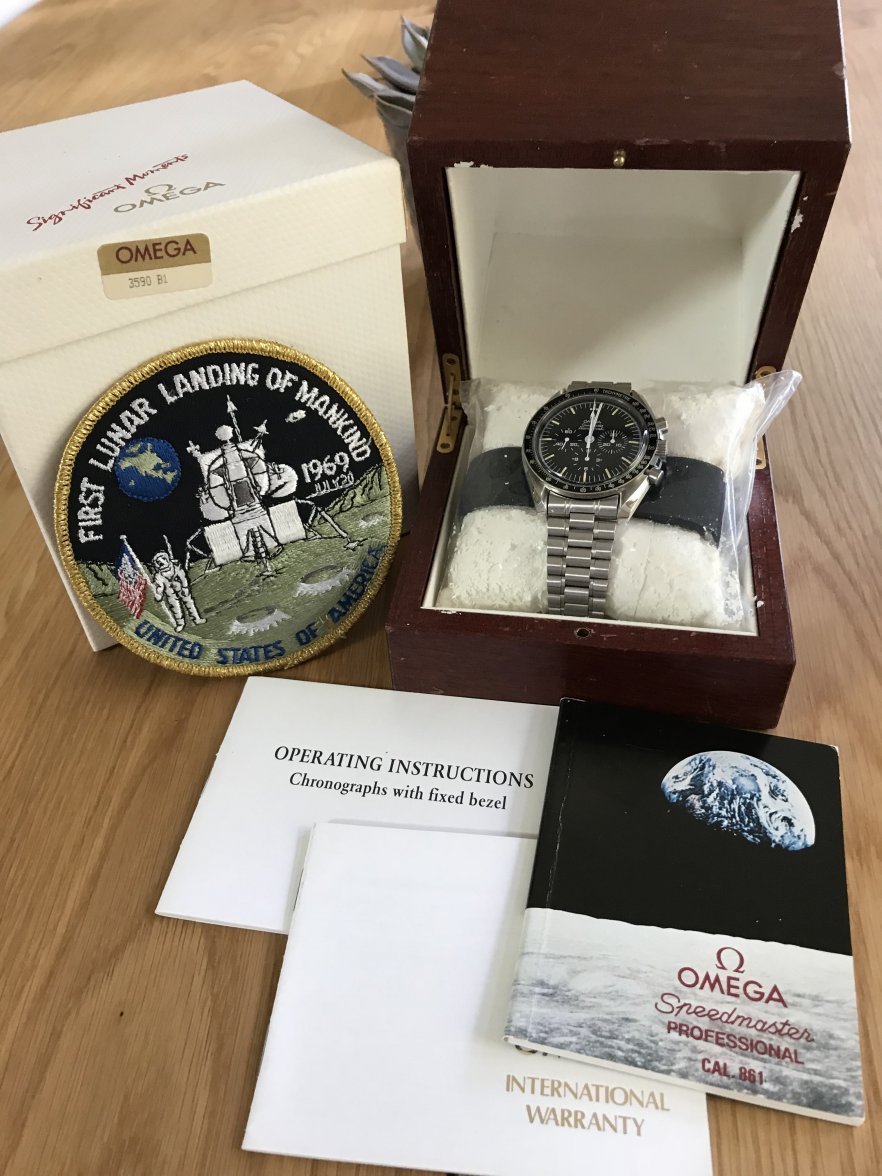 Significant Moments
Ω
OMEGA
OMEGA
3590 B1
FIRST LUNAR LANDING OF MANKIND
1969
JULY 20
UNITED STATES OF AMERICA
OPERATING INSTRUCTIONS
Chronographs with fixed bezel
Ω
OMEGA
Speedmaster
PROFESSIONAL
CAL. 861
INTERNATIONAL
WARRANTY